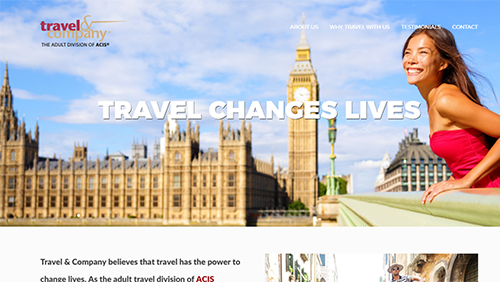 travel&
company
THE ADULT DIVISION OF ACIS®
ABOUT US WHY TRAVEL WITH US TESTIMONIALS CONTACT
TRAVEL CHANGES LIVES
Travel & Company believes that travel has the power to
change lives. As the adult travel division of ACIS